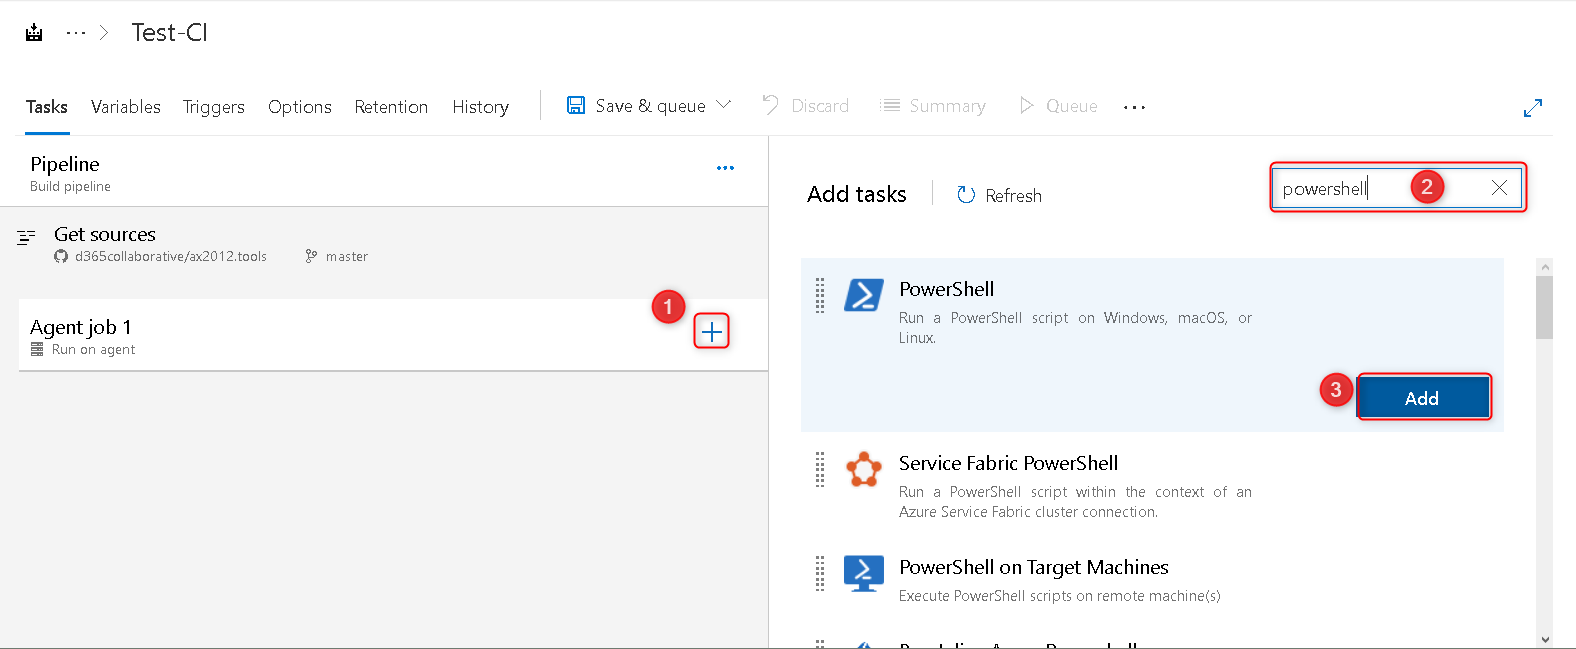 Test-CI
Tasks Variables Triggers Options Retention History Save & queue Discard Summary Queue
Pipeline
Build pipeline
Get sources
d365collaborative/ax2012.tools master
Agent job 1
Run on agent
1
Add tasks Refresh powershell 2
PowerShell
Run a PowerShell script on Windows, macOS, or
Linux.
3 Add
Service Fabric PowerShell
Run a PowerShell script within the context of an
Azure Service Fabric cluster connection.
PowerShell on Target Machines
Execute PowerShell scripts on remote machine(s)